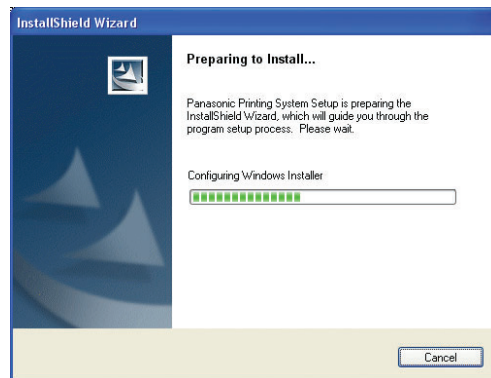 InstallShield Wizard
Preparing to Install...
Panasonic Printing System Setup is preparing the
InstallShield Wizard, which will guide you through the
program setup process. Please wait.
Configuring Windows Installer
Cancel